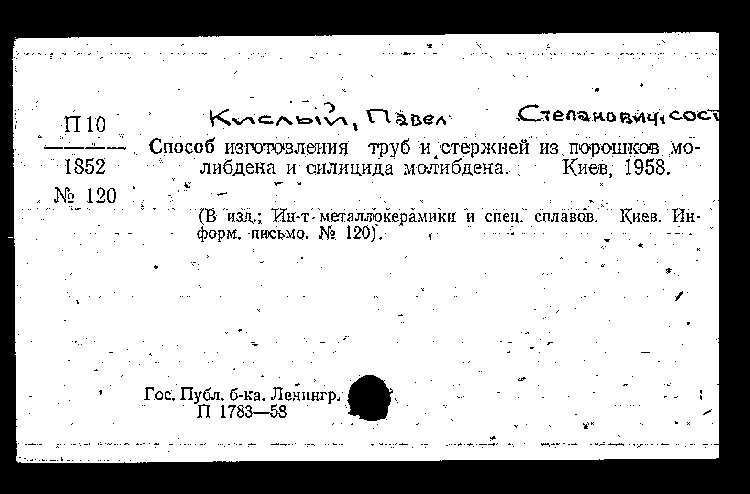 Кислый, Павел Степанович, сост
П10
1852
№ 120
Способ изготовления труб и стержней из порошков мо-
либдена и силицида молибдена. Киев, 1958.
(В изд.; Ин-т металлокерамики и спец. сплавов. Киев. Ин-
форм. письмо. № 120).
Гос. Публ. б-ка. Ленингр.
П 1783—58